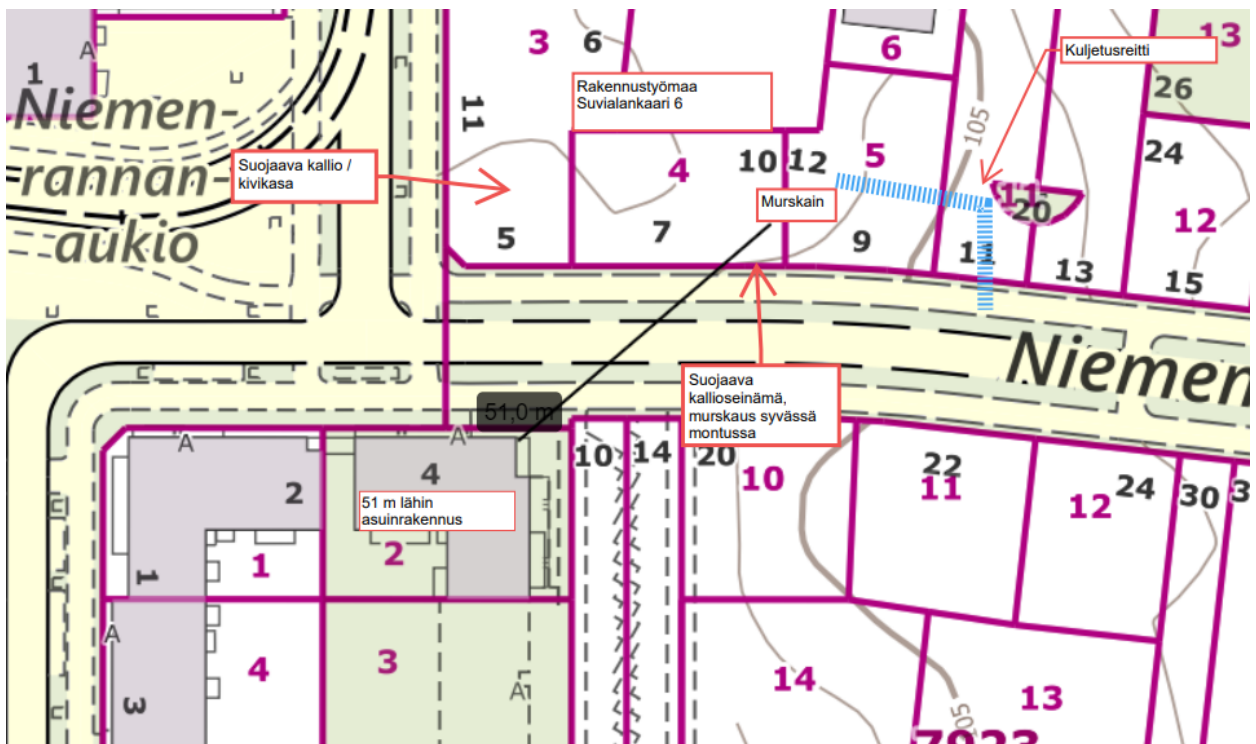 3
6
6
13
Kuljetusreitti
A
1
Niemen-
rannan-
aukio
11
Rakennustyömaa
Suvialankaari 6
26
105
Suojaava kallio /
kivikasa
4
10
12
5
24
Murskain
11
20
12
5
7
9
13
15
Niemen
Suojaava
kallioseinämä,
murskaus syvässä
montussa
51,0 m
A
A
2
4
10
14
20
10
22
11
24
12
30
3
51 m lähin
asuinrakennus
1
1
2
A
4
3
A
3
14
13
105
7923